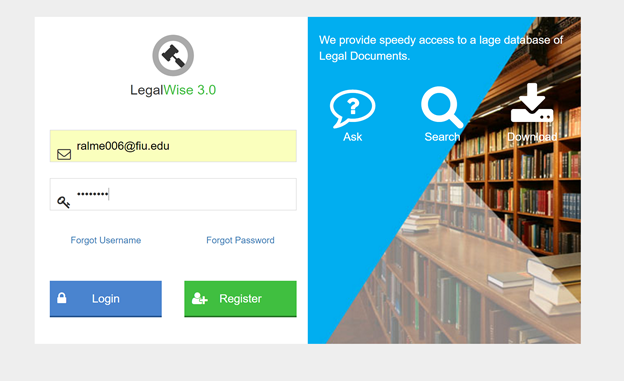 LegalWise 3.0
ralme006@fiu.edu
••••••••
Forgot Username
Forgot Password
Login
Register
We provide speedy access to a lage database of
Legal Documents.
?
Ask
Search
Download